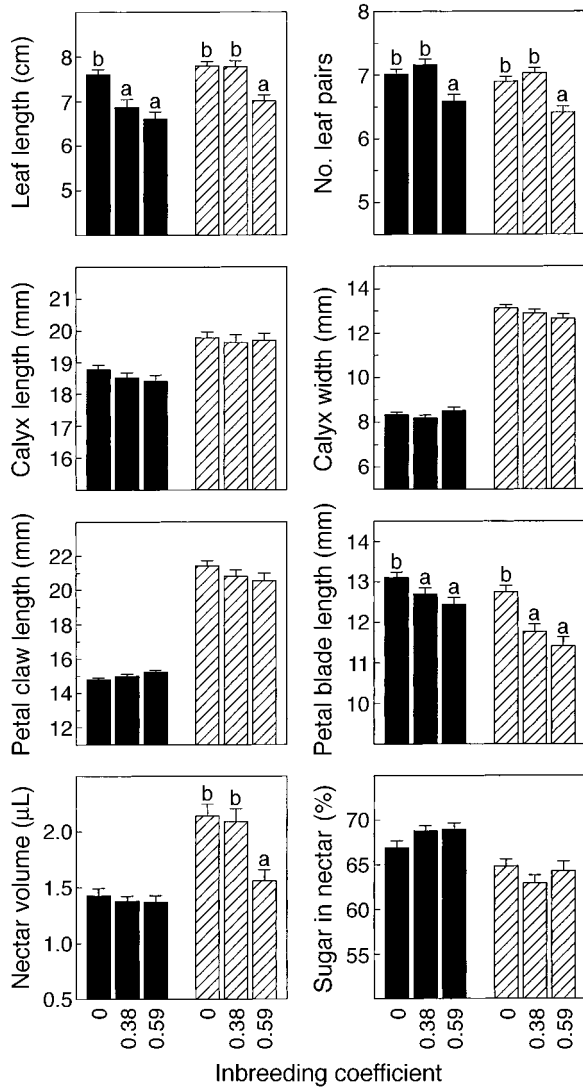 Leaf length (cm)
8
7
6
5
b
a
a
b
b
a
No. leaf pairs
8
7
6
5
b
b
a
b
b
a
Calyx length (mm)
21
20
19
18
17
16
Calyx width (mm)
14
12
10
8
6
Petal claw length (mm)
22
20
18
16
14
12
Petal blade length (mm)
14
13
12
11
10
b
a
a
b
a
a
Nectar volume (µL)
2.0
1.5
1.0
0.5
b
b
a
Sugar in nectar (%)
70
65
60
55
0
0.38
0.59
0
0.38
0.59
0
0.38
0.59
0
0.38
0.59
Inbreeding coefficient